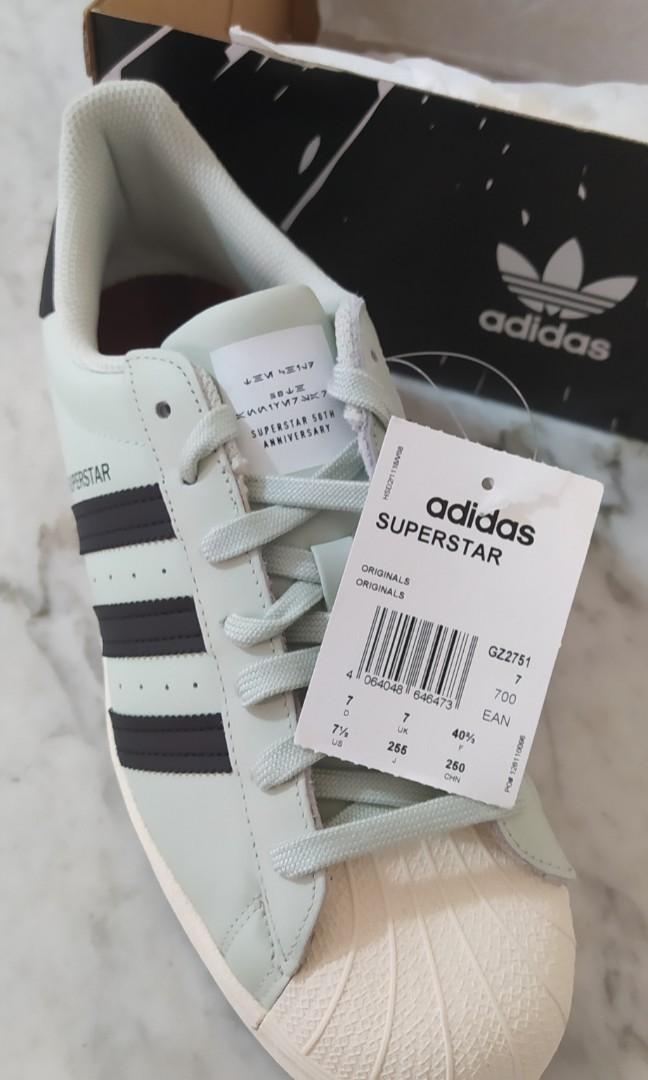 adidas
SUPERSTAR 50TH
ANNIVERSARY
SUPERSTAR
adidas
SUPERSTAR
ORIGINALS
ORIGINALS
GZ2751
7
700
EAN
4 064048 646473
7 7 40⅔
D UK F
7½ 255 250
US J CHN